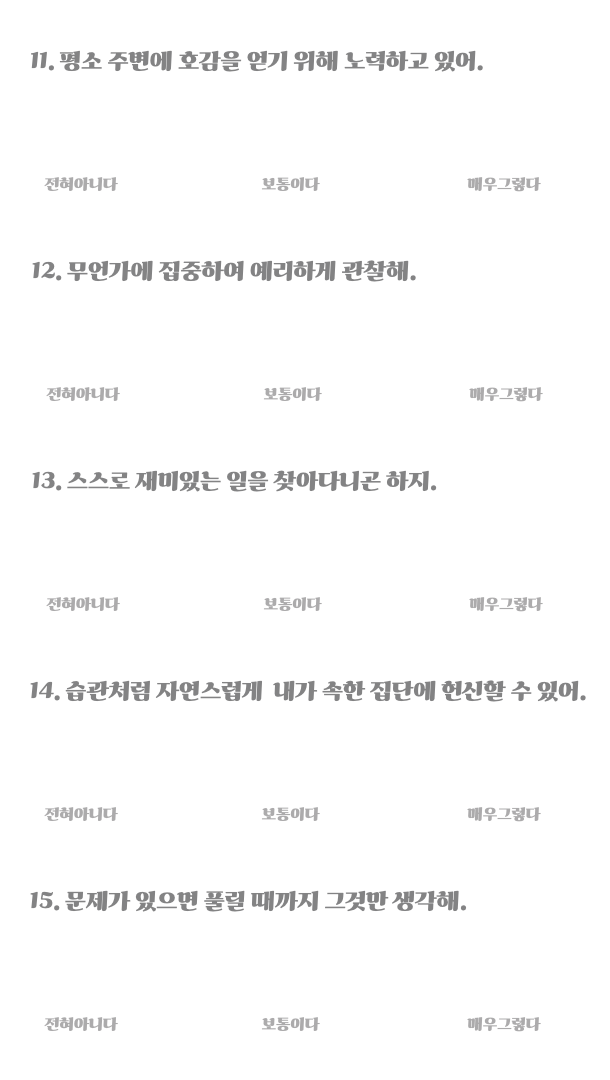 11. 평소 주변에 호감을 얻기 위해 노력하고 있어.
전혀아니다 보통이다 매우그렇다
12. 무언가에 집중하여 예리하게 관찰해.
전혀아니다 보통이다 매우그렇다
13. 스스로 재미있는 일을 찾아다니곤 하지.
전혀아니다 보통이다 매우그렇다
14. 습관처럼 자연스럽게 내가 속한 집단에 헌신할 수 있어.
전혀아니다 보통이다 매우그렇다
15. 문제가 있으면 풀릴 때까지 그것만 생각해.
전혀아니다 보통이다 매우그렇다